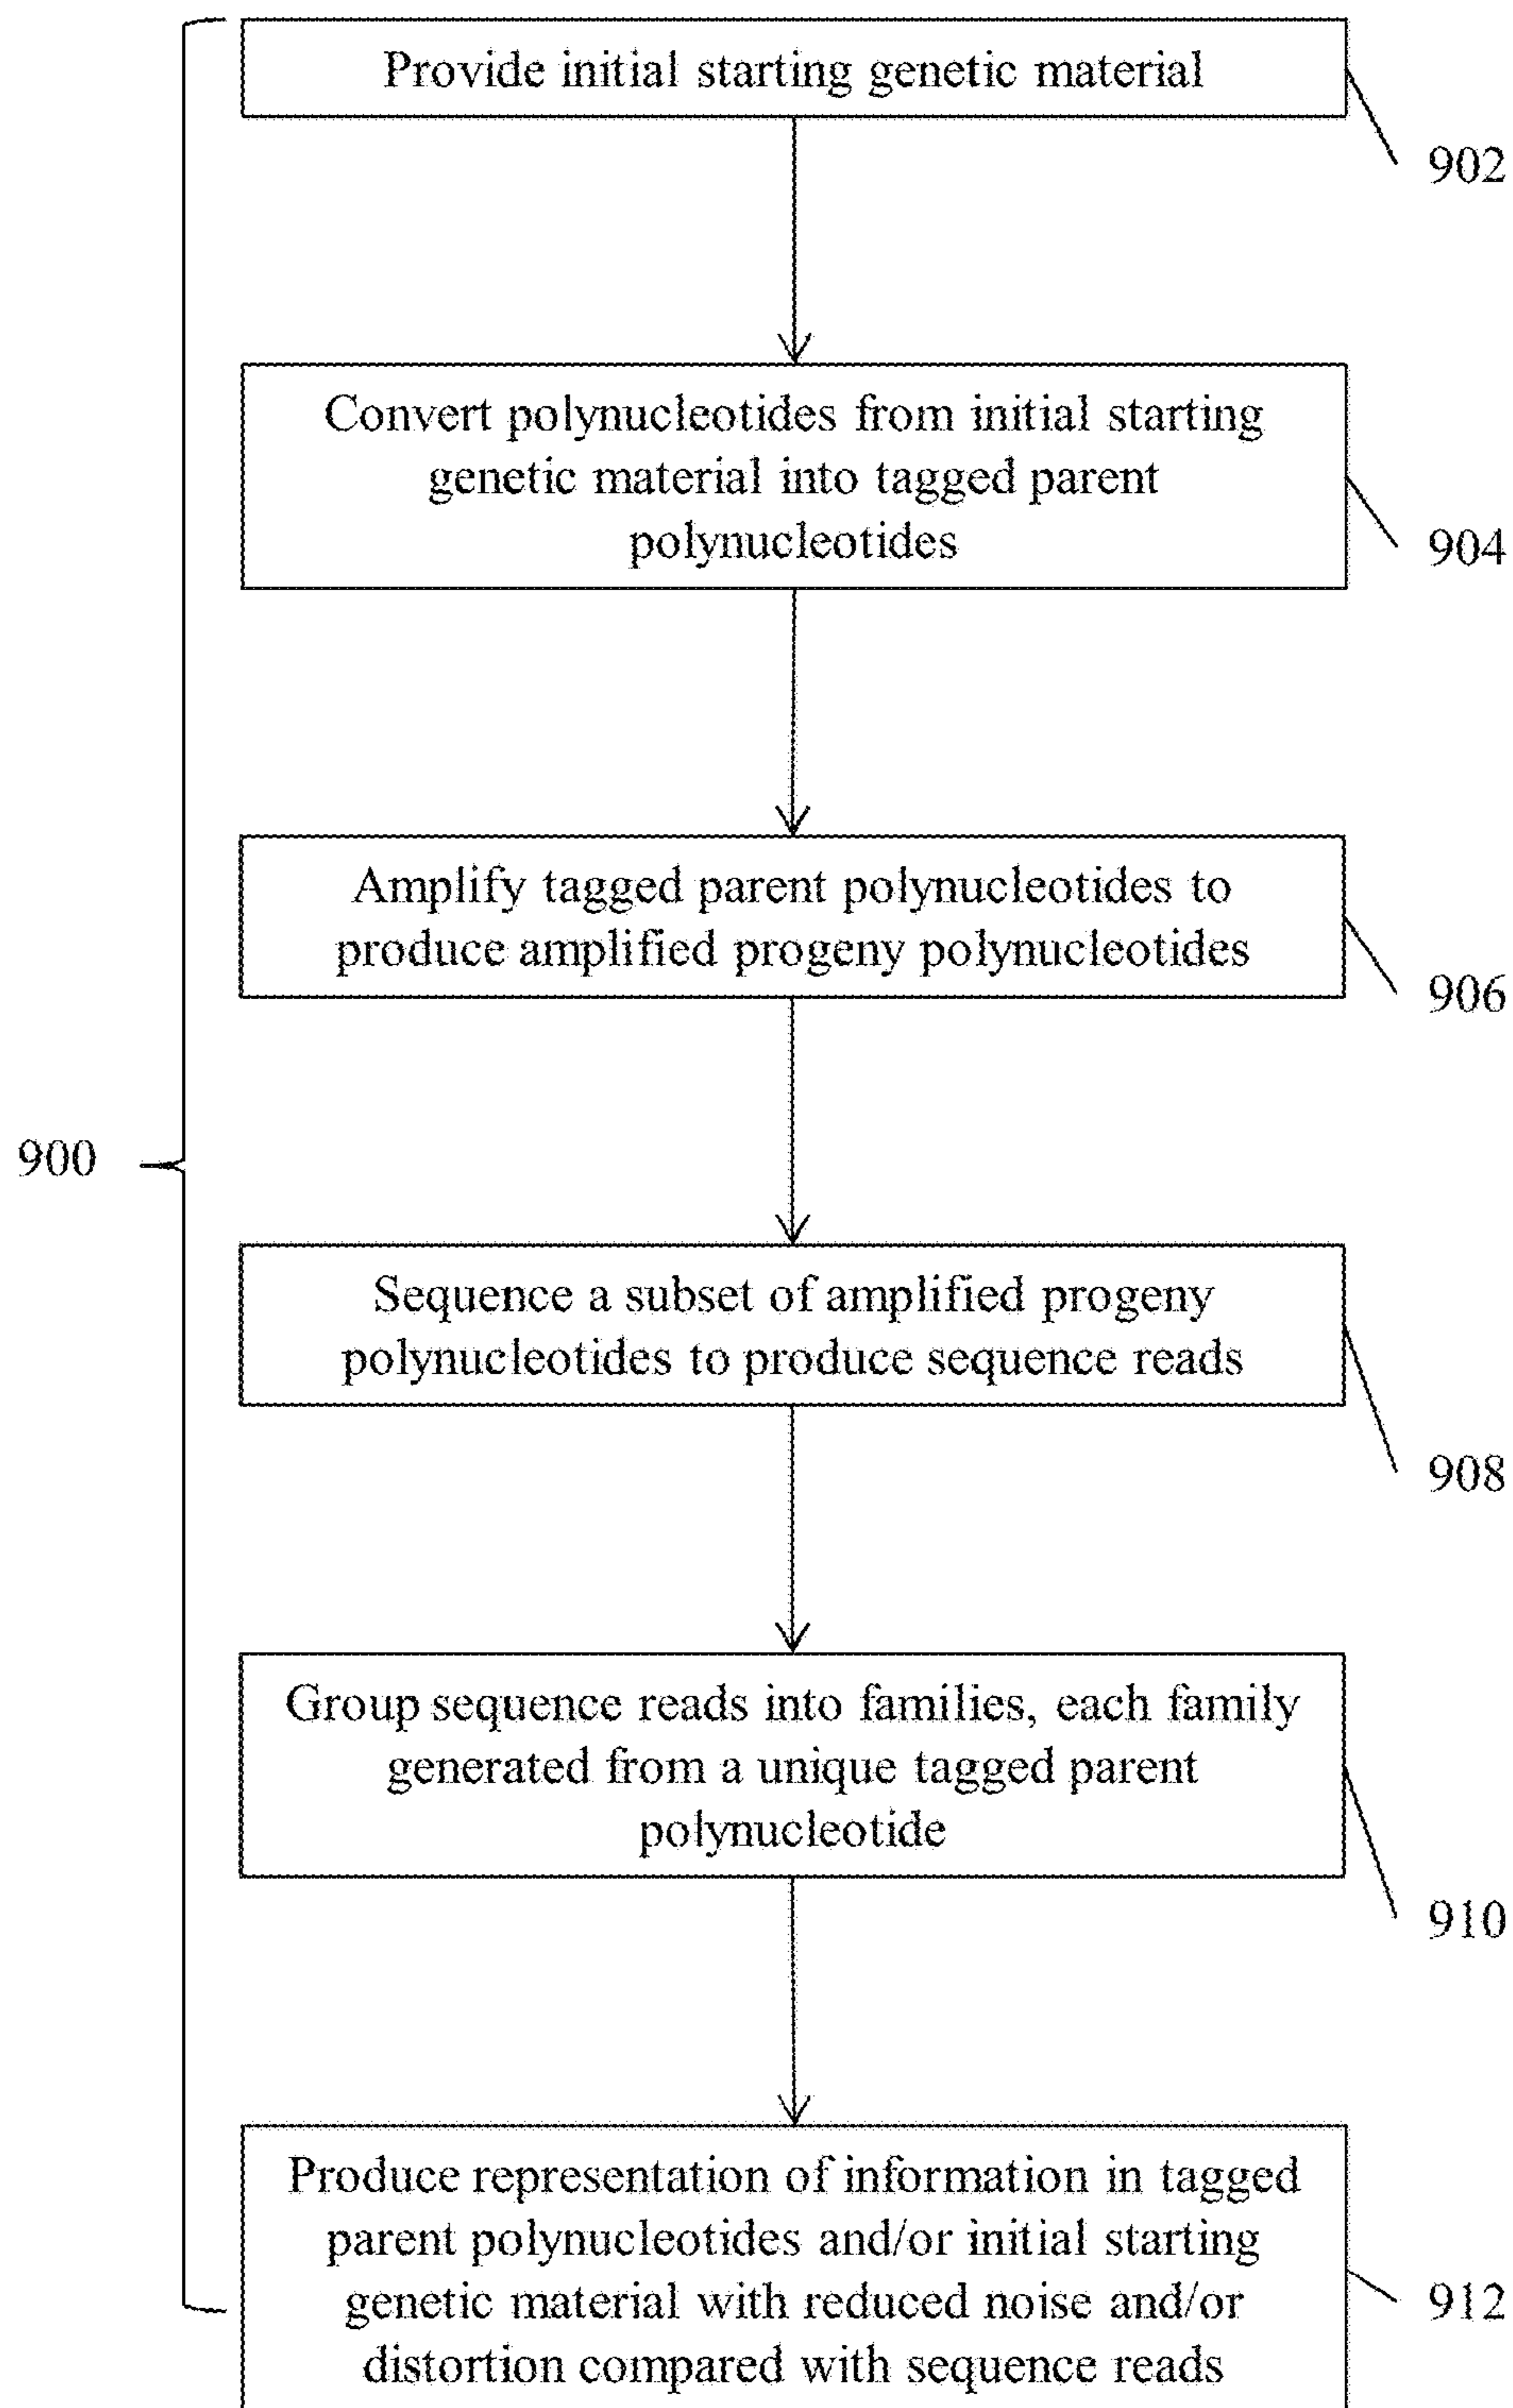 Provide initial starting genetic material
902
Convert polynucleotides from initial starting
genetic material into tagged parent
polynucleotides
904
Amplify tagged parent polynucleotides to
produce amplified progeny polynucleotides
906
900
Sequence a subset of amplified progeny
polynucleotides to produce sequence reads
908
Group sequence reads into families, each family
generated from a unique tagged parent
polynucleotide
910
Produce representation of information in tagged
parent polynucleotides and/or initial starting
genetic material with reduced noise and/or
distortion compared with sequence reads
912